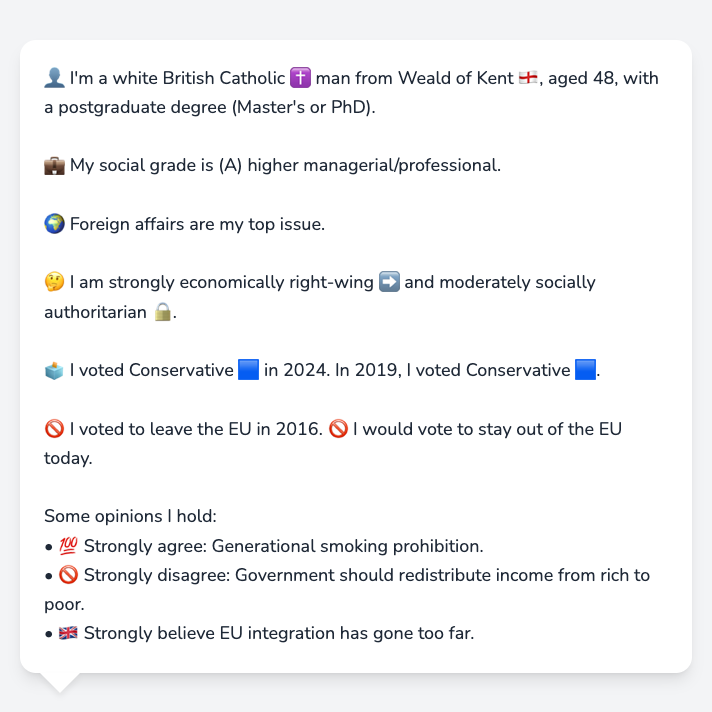 👤 I'm a white British Catholic ✝️ man from Weald of Kent 🏴󠁧󠁢󠁥󠁮󠁧󠁿, aged 48, with
a postgraduate degree (Master's or PhD).
💼 My social grade is (A) higher managerial/professional.
🌍 Foreign affairs are my top issue.
🤔 I am strongly economically right-wing ➡️ and moderately socially
authoritarian 🔒.
🗳️ I voted Conservative 🟦 in 2024. In 2019, I voted Conservative 🟦.
🚫 I voted to leave the EU in 2016. 🚫 I would vote to stay out of the EU
today.
Some opinions I hold:
• 💯 Strongly agree: Generational smoking prohibition.
• 🚫 Strongly disagree: Government should redistribute income from rich to
poor.
• 🇬🇧 Strongly believe EU integration has gone too far.